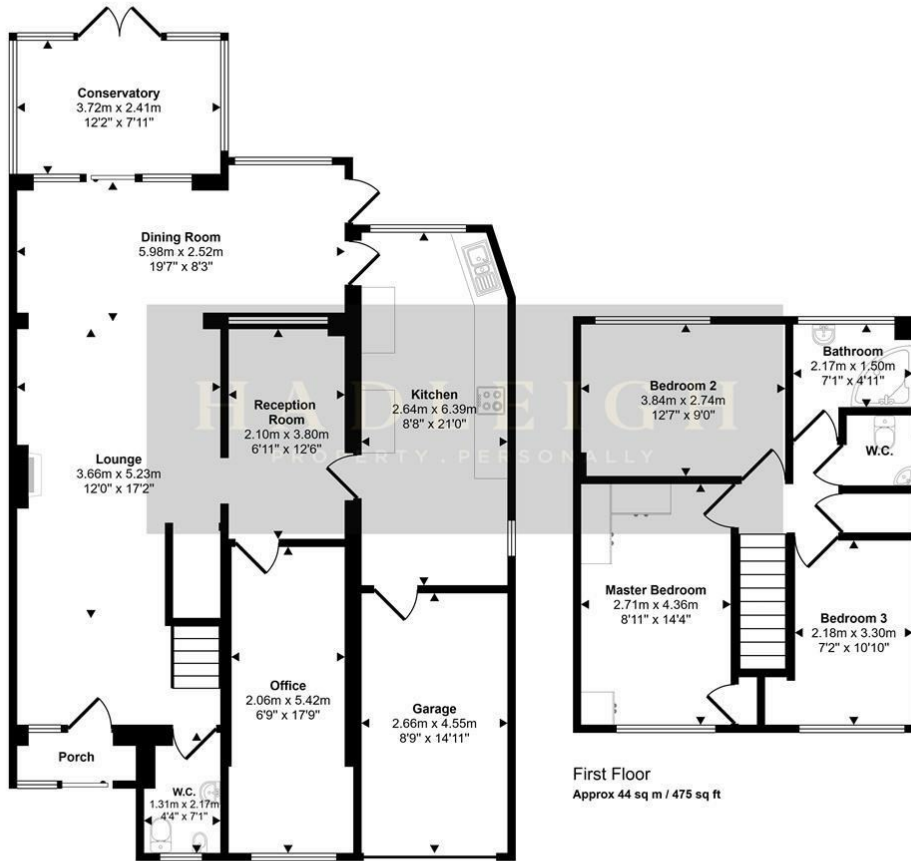 Conservatory
3.72m x 2.41m
12'2" x 7'11"
Dining Room
5.98m x 2.52m
19'7" x 8'3"
HADLEIGH
PROPERTY . PERSONALLY
Reception
Room
2.10m x 3.80m
6'11" x 12'6"
Kitchen
2.64m x 6.39m
8'8" x 21'0"
Lounge
3.66m x 5.23m
12'0" x 17'2"
Office
2.06m x 5.42m
6'9" x 17'9"
Garage
2.66m x 4.55m
8'9" x 14'11"
Porch
W.C.
1.31m x 2.17m
4'4" x 7'1"
Bedroom 2
3.84m x 2.74m
12'7" x 9'0"
Bathroom
2.17m x 1.50m
7'1" x 4'11"
W.C.
Master Bedroom
2.71m x 4.36m
8'11" x 14'4"
Bedroom 3
2.18m x 3.30m
7'2" x 10'10"
First Floor
Approx 44 sq m / 475 sq ft